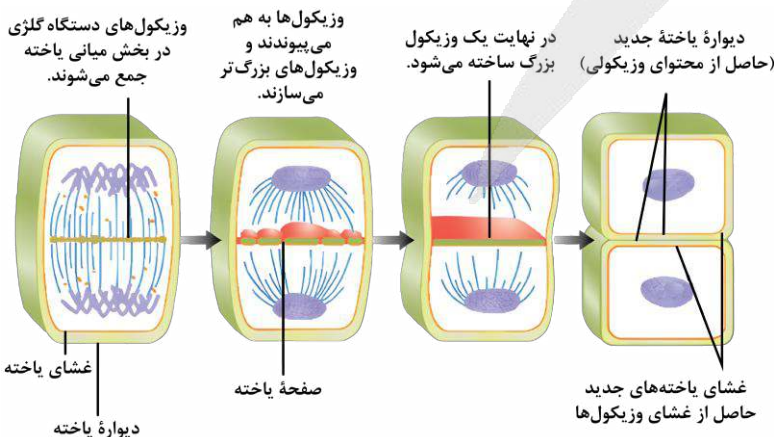 وزیکول‌های دستگاه گلژی
در بخش میانی یاخته
جمع می‌شوند.
وزیکول‌ها به هم
می‌پیوندند و
وزیکول‌های بزرگ‌تر
می‌سازند.
در نهایت یک وزیکول
بزرگ ساخته می‌شود.
دیوارهٔ یاختهٔ جدید
(حاصل از محتوای وزیکولی)
غشای یاخته
دیوارهٔ یاخته
صفحهٔ یاخته
غشای یاخته‌های جدید
حاصل از غشای وزیکول‌ها